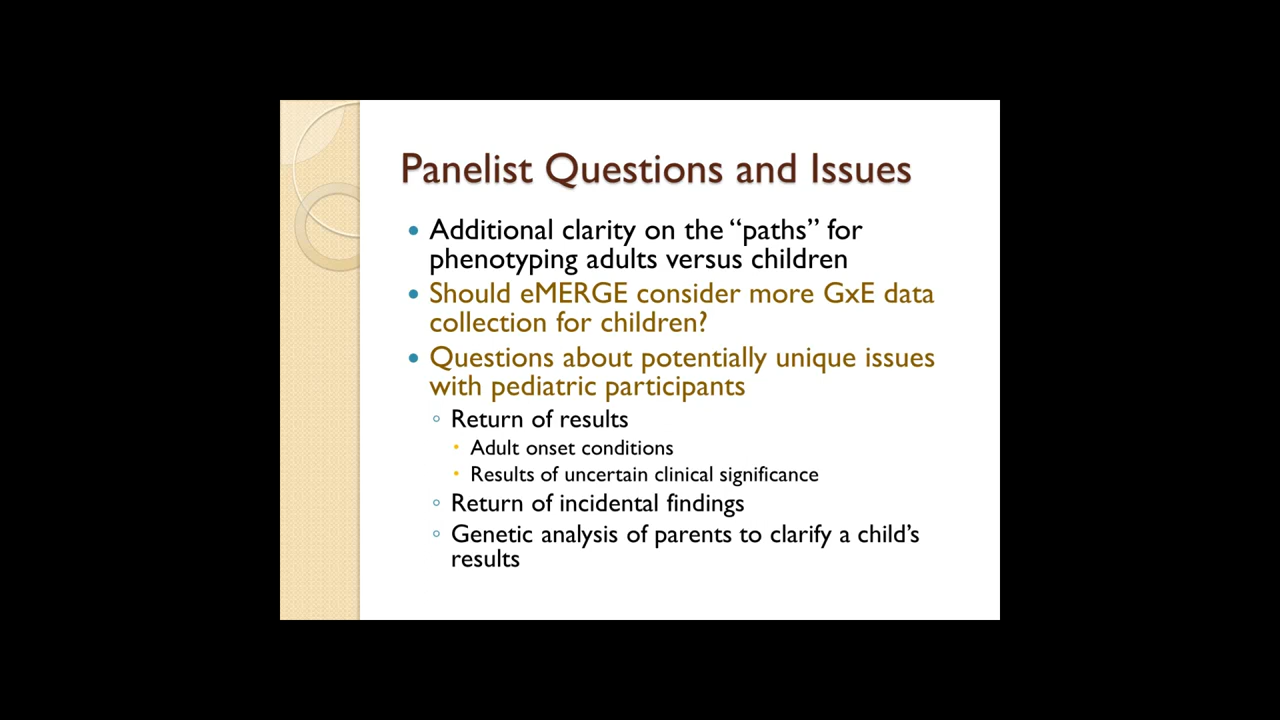 Panelist Questions and Issues
• Additional clarity on the “paths” for
phenotyping adults versus children
• Should eMERGE consider more GxE data
collection for children?
• Questions about potentially unique issues
with pediatric participants
◦ Return of results
• Adult onset conditions
• Results of uncertain clinical significance
◦ Return of incidental findings
◦ Genetic analysis of parents to clarify a child’s
results